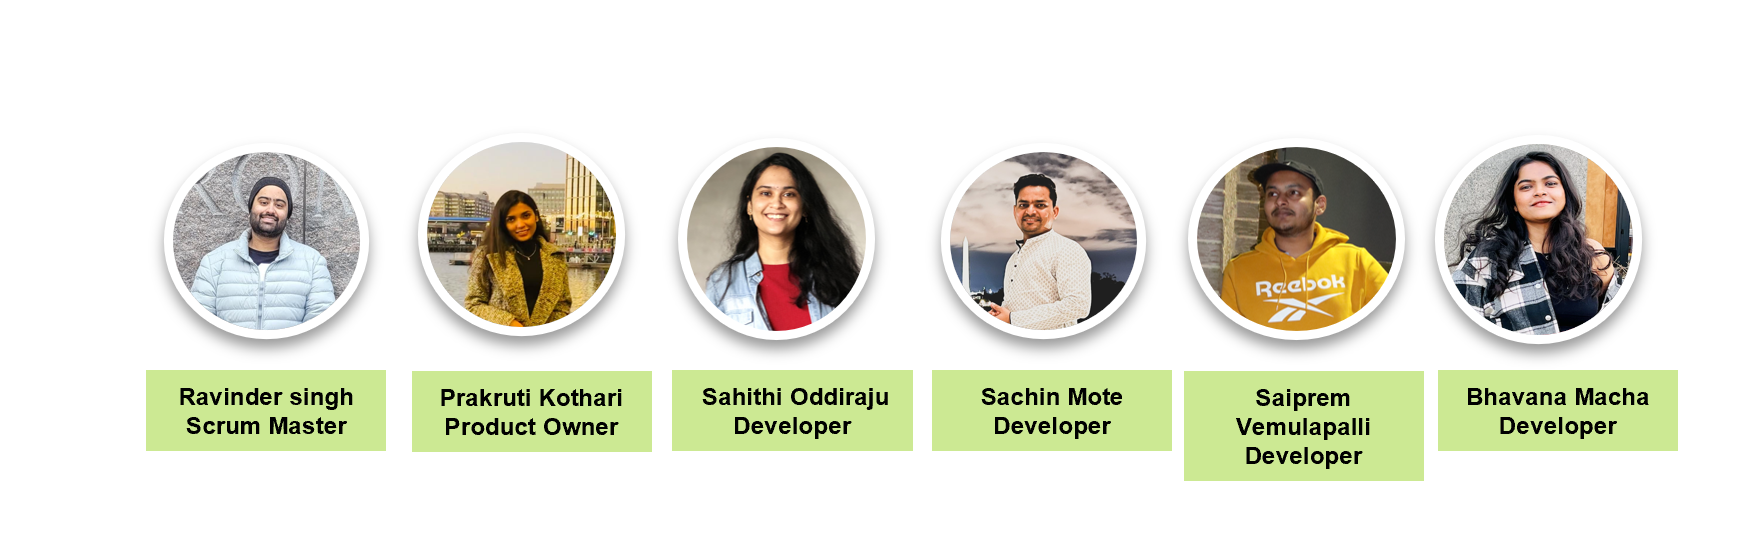 Ravinder singh
Scrum Master
Prakruti Kothari
Product Owner
Sahithi Oddiraju
Developer
Sachin Mote
Developer
Saiprem
Vemulapalli
Developer
Bhavana Macha
Developer
Reebok